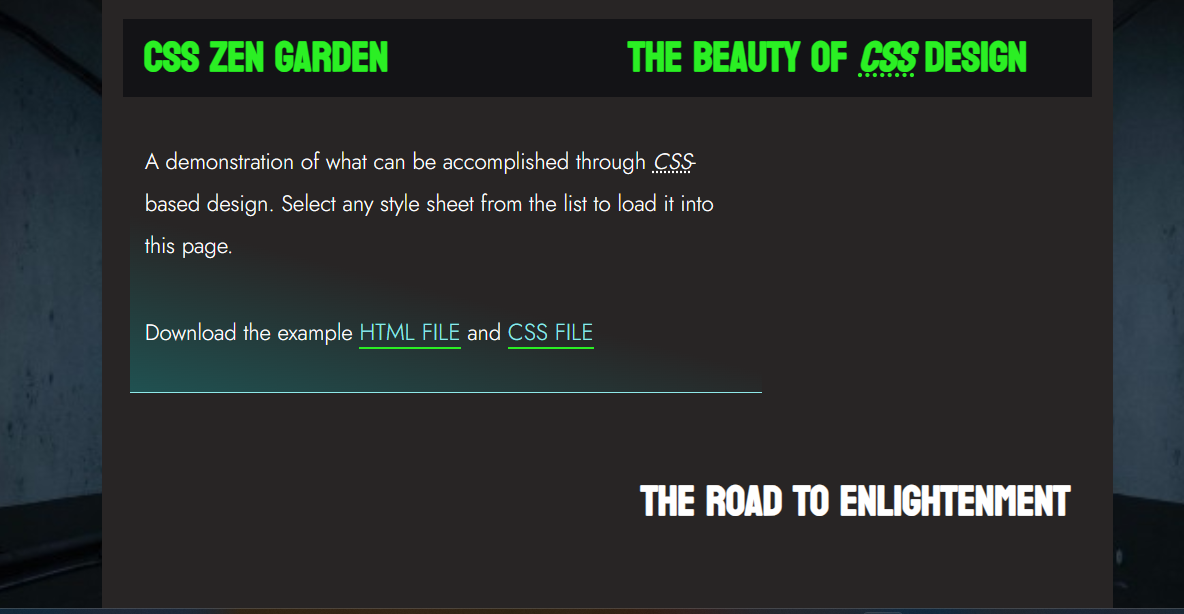 CSS ZEN GARDEN THE BEAUTY OF CSS DESIGN
A demonstration of what can be accomplished through CSS-
based design. Select any style sheet from the list to load it into
this page.
Download the example HTML FILE and CSS FILE
THE ROAD TO ENLIGHTENMENT